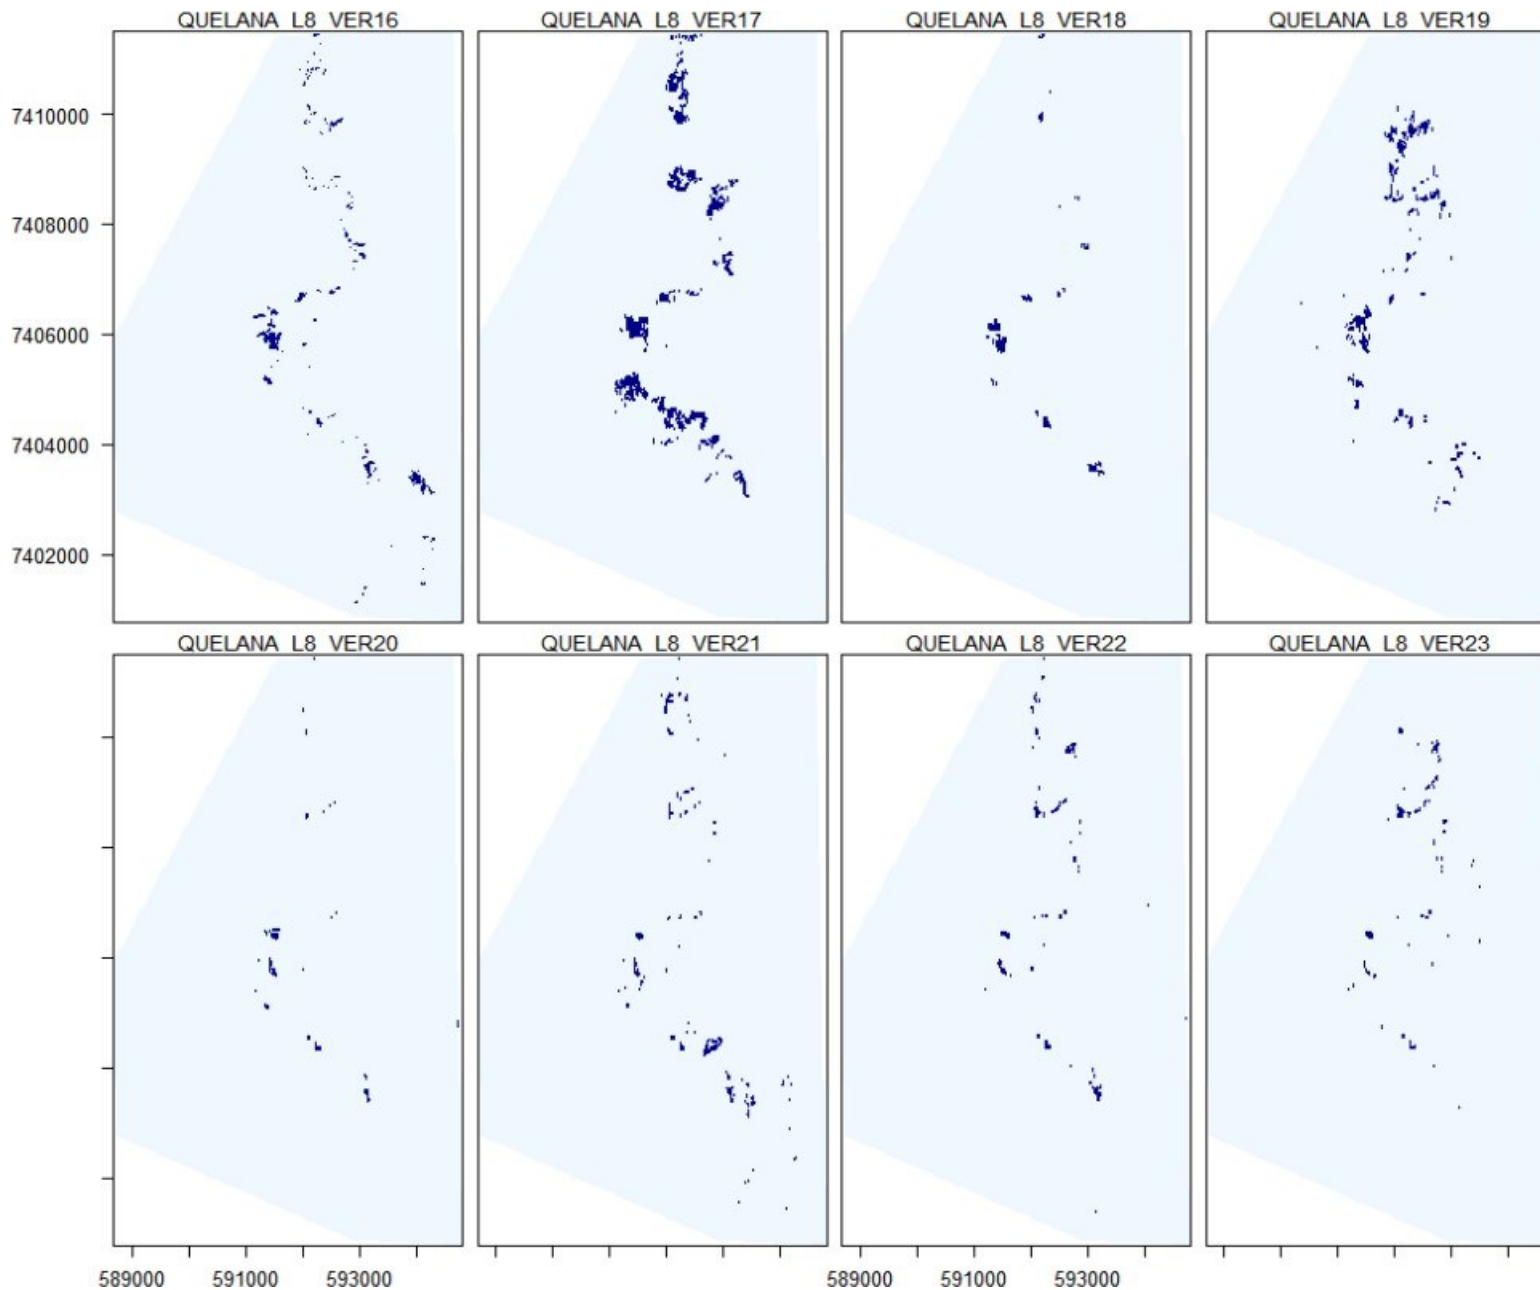 QUELANA L8 VER16
QUELANA L8 VER17
QUELANA L8 VER18
QUELANA L8 VER19
7410000
7408000
7406000
7404000
7402000
QUELANA L8 VER20
QUELANA L8 VER21
QUELANA L8 VER22
QUELANA L8 VER23
589000 591000 593000 589000 591000 593000